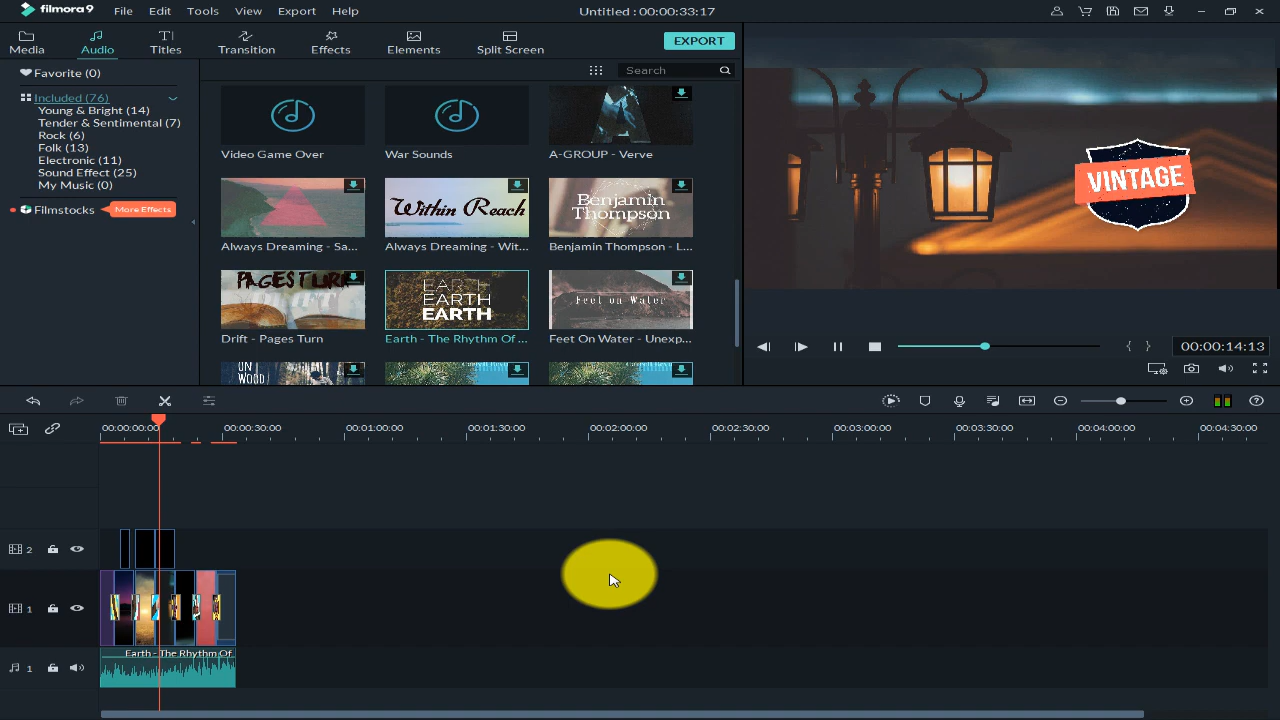 filmora9 File Edit Tools View Export Help Untitled : 00:00:33:17
Media Audio Titles Transition Effects Elements Split Screen EXPORT
Favorite (0)
Included (76)
Young & Bright (14)
Tender & Sentimental (7)
Rock (6)
Folk (13)
Electronic (11)
Sound Effect (25)
My Music (0)
Filmstocks More Effects
Search
Video Game Over War Sounds A-GROUP - Verve
Within Reach
Benjamin
Thompson
Always Dreaming - Sa... Always Dreaming - Wit... Benjamin Thompson - L...
PAGES TURN
EARTH
EARTH
EARTH
Feet on Water
Drift - Pages Turn Earth - The Rhythm Of ... Feet On Water - Unexp...
ON
WOOD
VINTAGE
{ } 00:00:14:13
00:00:00:00 00:00:30:00 00:01:00:00 00:01:30:00 00:02:00:00 00:02:30:00 00:03:00:00 00:03:30:00 00:04:00:00 00:04:30:00
2
1
Earth - The Rhythm Of
1